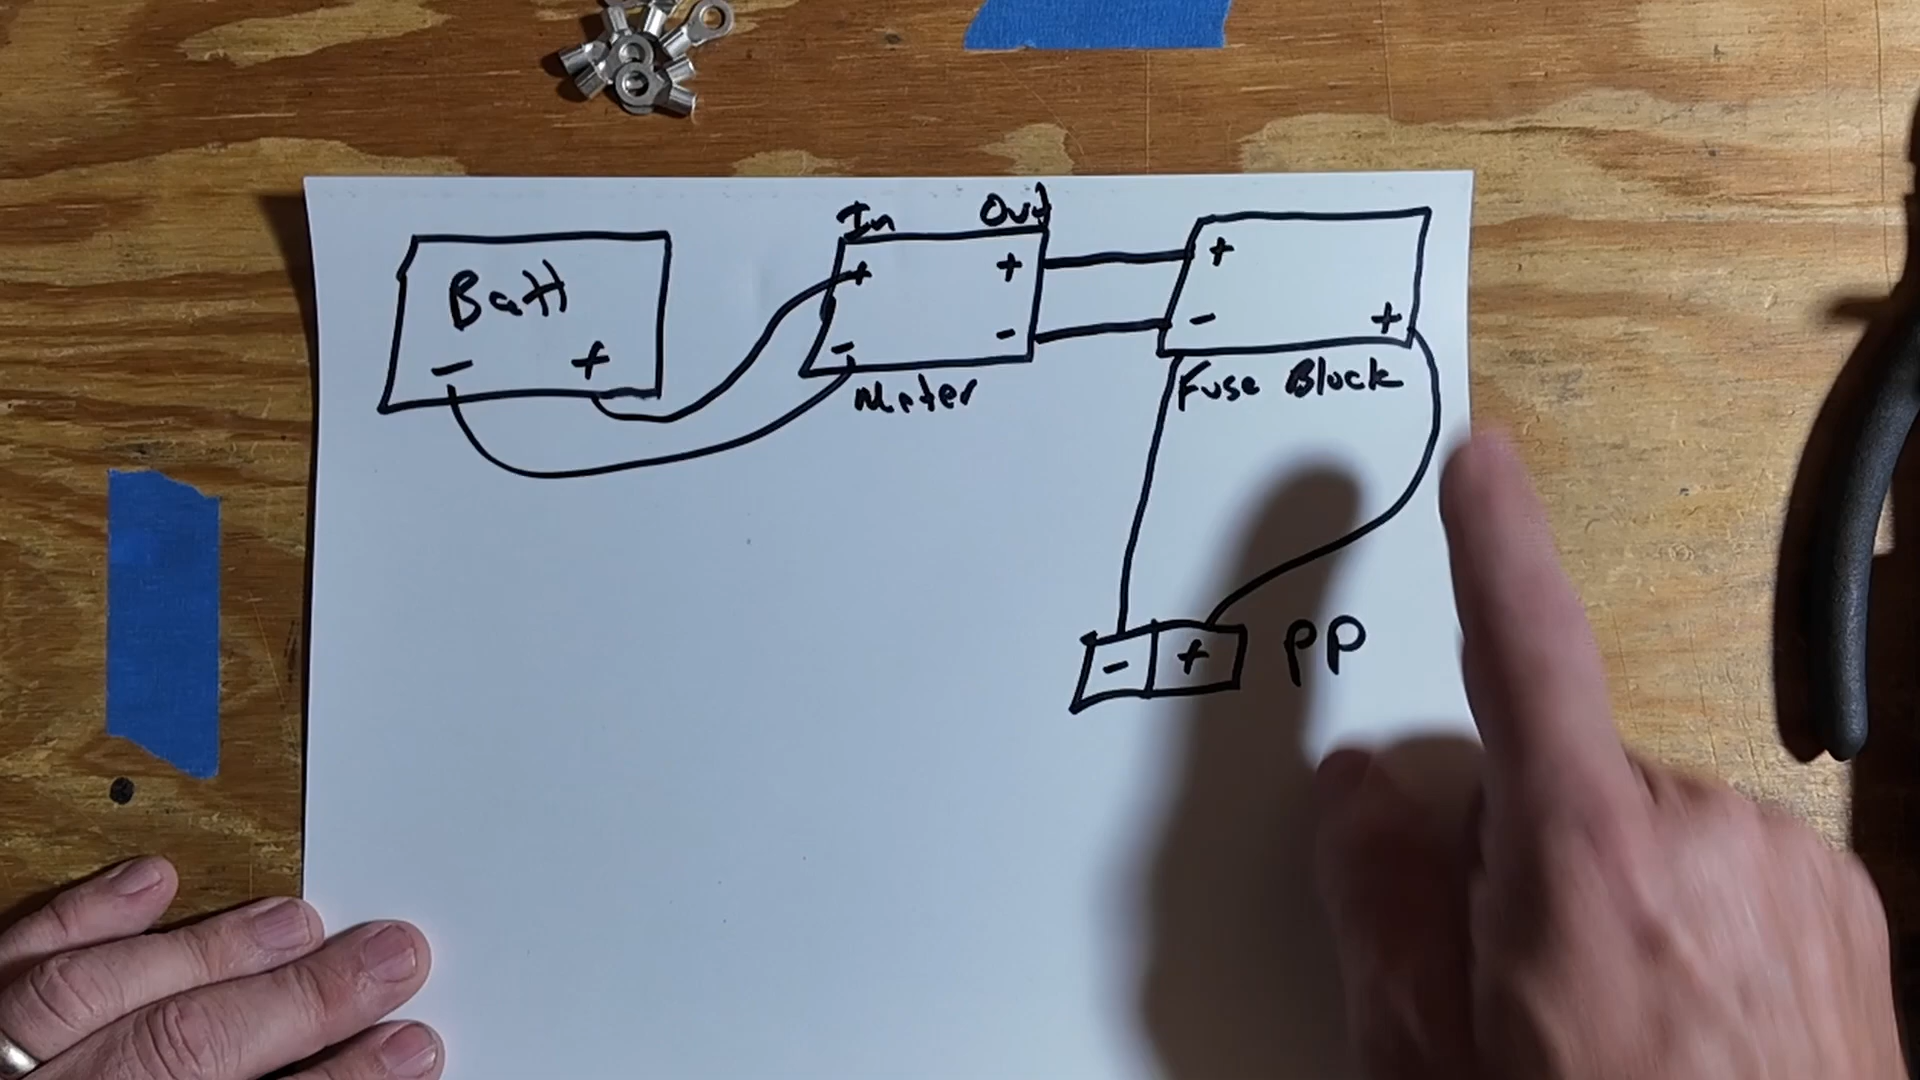 In Out
Batt
+ + +
- + - - - +
Meter
Fuse Block
- + PP